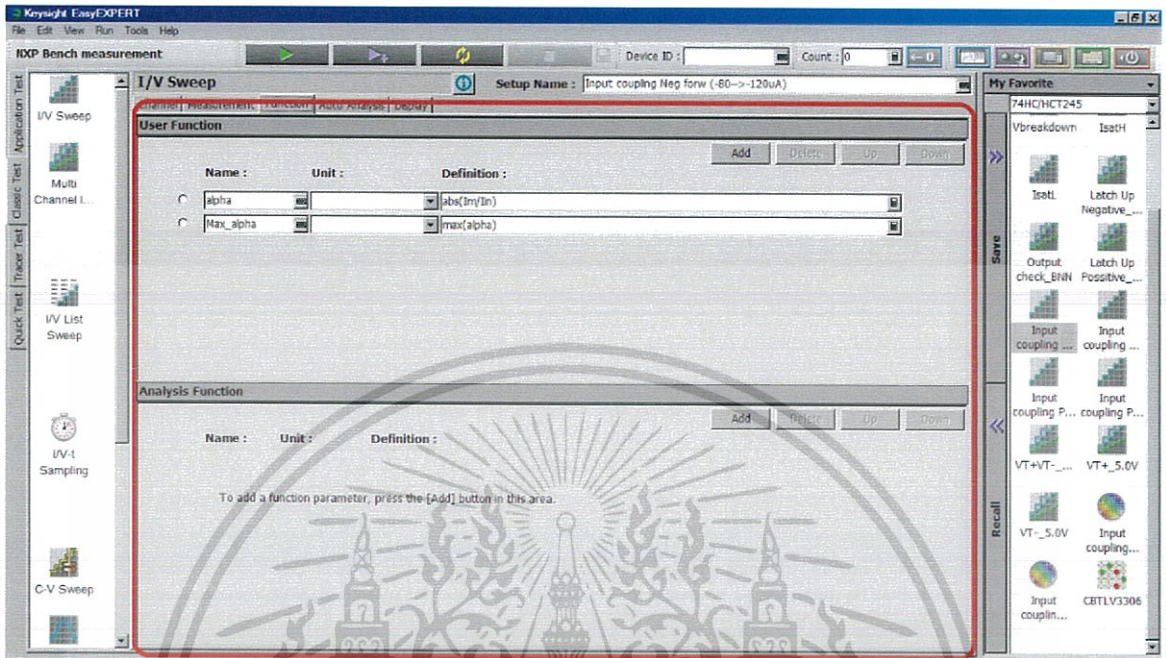 Keysight EasyEXPERT
File Edit View Run Tools Help
NXP Bench measurement
Device ID :
Count : 0
I/V Sweep
Setup Name : Input coupling Neg forw (-80-->-120uA)
Channel Measurement Function Auto Analysis Display
User Function
Add Delete Up Down
Name : Unit : Definition :
alpha abs(Im/In)
Max_alpha max(alpha)
Analysis Function
Add Delete Up Down
Name : Unit : Definition :
To add a function parameter, press the [Add] button in this area.
Application Test
Classic Test
Tracer Test
Quick Test
I/V Sweep
Multi
Channel I...
I/V List
Sweep
I/V-t
Sampling
C-V Sweep
Save
Recall
My Favorite
74HC/HCT245
Vbreakdown IsatH
IsatL Latch Up
Negative_...
Output Latch Up
check_BNN Possitive_...
Input Input
coupling ... coupling ...
Input Input
coupling P... coupling P...
VT+VT-_... VT+_5.0V
VT-_5.0V Input
coupling...
Input CBTLV3306
couplin...